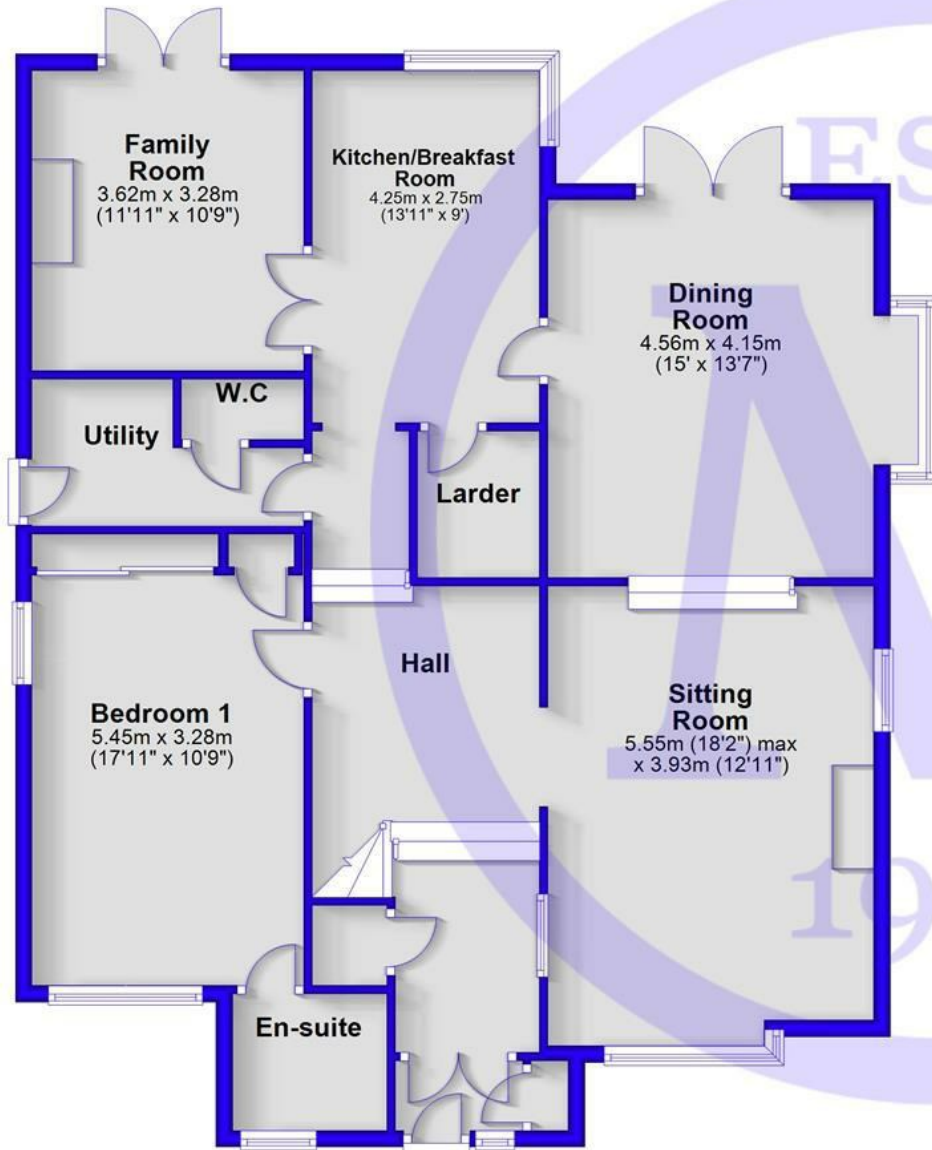 Family
Room
3.62m x 3.28m
(11'11" x 10'9")
Kitchen/Breakfast
Room
4.25m x 2.75m
(13'11" x 9')
Dining
Room
4.56m x 4.15m
(15' x 13'7")
W.C
Utility
Larder
Hall
Bedroom 1
5.45m x 3.28m
(17'11" x 10'9")
Sitting
Room
5.55m (18'2") max
x 3.93m (12'11")
En-suite